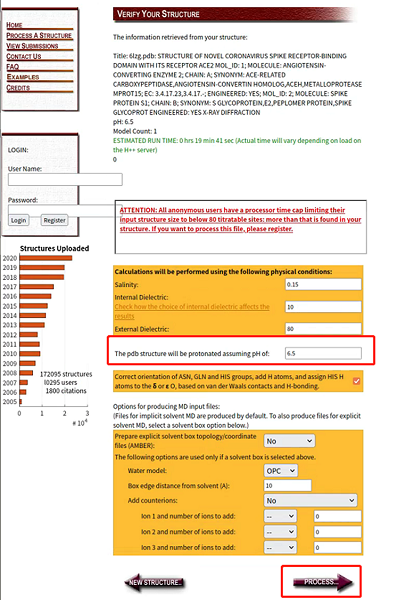 HOME
PROCESS A STRUCTURE
VIEW SUBMISSIONS
CONTACT US
FAQ
EXAMPLES
CREDITS
LOGIN:
User Name:
Password:
Login
Register
Structures Uploaded
2020
2019
2018
2017
2016
2015
2014
2013
2012
2011
2010
2009
2008
2007
2006
2005
172095 structures
10295 users
1800 citations
0
1
2
3
# 10^4
VERIFY YOUR STRUCTURE
The information retrieved from your structure:
Title: 6lzg.pdb: STRUCTURE OF NOVEL CORONAVIRUS SPIKE RECEPTOR-BINDING
DOMAIN WITH ITS RECEPTOR ACE2 MOL_ID: 1; MOLECULE: ANGIOTENSIN-
CONVERTING ENZYME 2; CHAIN: A; SYNONYM: ACE-RELATED
CARBOXYPEPTIDASE,ANGIOTENSIN-CONVERTIN HOMOLOG,ACEH,METALLOPROTEASE
MPROT15; EC: 3.4.17.23,3.4.17.-; ENGINEERED: YES; MOL_ID: 2; MOLECULE: SPIKE
PROTEIN S1; CHAIN: B; SYNONYM: S GLYCOPROTEIN,E2,PEPLOMER PROTEIN,SPIKE
GLYCOPROT ENGINEERED: YES X-RAY DIFFRACTION
pH: 6.5
Model Count: 1
ESTIMATED RUN TIME: 0 hrs 19 min 41 sec (Actual time will vary depending on load on
the H++ server)
0
ATTENTION: All anonymous users have a processor time cap limiting their
input structure size to below 80 titratable sites: more than that is found in your
structure. If you want to process this file, please register.
Calculations will be performed using the following physical conditions:
Salinity:
0.15
Internal Dielectric:
Check how the choice of internal dielectric affects the
results
10
External Dielectric:
80
The pdb structure will be protonated assuming pH of:
6.5
Correct orientation of ASN, GLN and HIS groups, add H atoms, and assign HIS H
atoms to the δ or ε O, based on van der Waals contacts and H-bonding.
Options for producing MD input files:
(Files for implicit solvent MD are produced by default. To also produce files for explicit
solvent MD, select a solvent box option below.)
Prepare explicit solvent box topology/coordinate
files (AMBER):
No
The following options are used only if a solvent box is selected above.
Water model:
OPC
Box edge distance from solvent (A):
10
Add counterions:
No
Ion 1 and number of ions to add:
--
0
Ion 2 and number of ions to add:
--
0
Ion 3 and number of ions to add:
--
0
NEW STRUCTURE...
PROCESS...